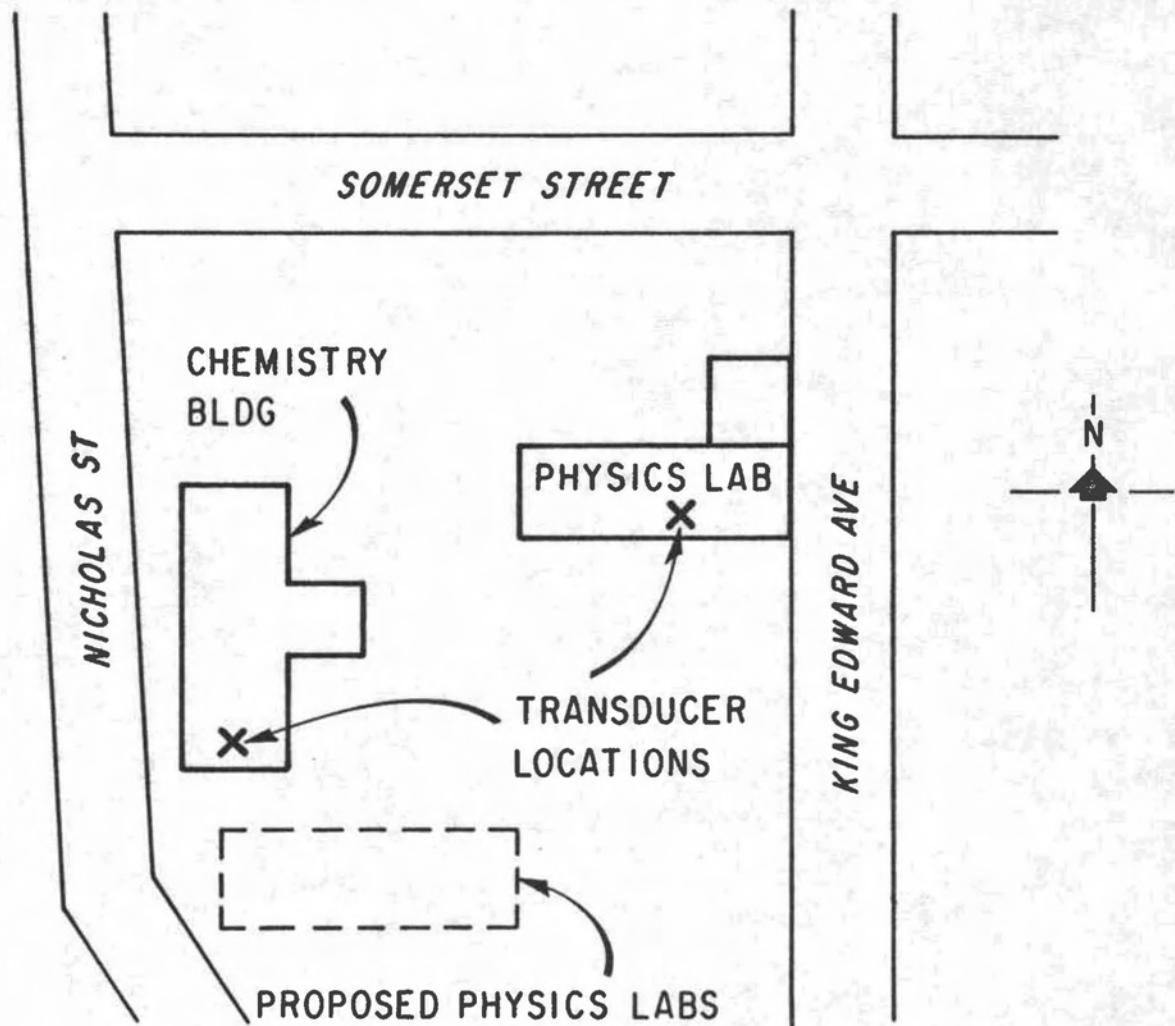 SOMERSET STREET
CHEMISTRY
BLDG
NICHOLAS ST
PHYSICS LAB
N
KING EDWARD AVE
TRANSDUCER
LOCATIONS
PROPOSED PHYSICS LABS